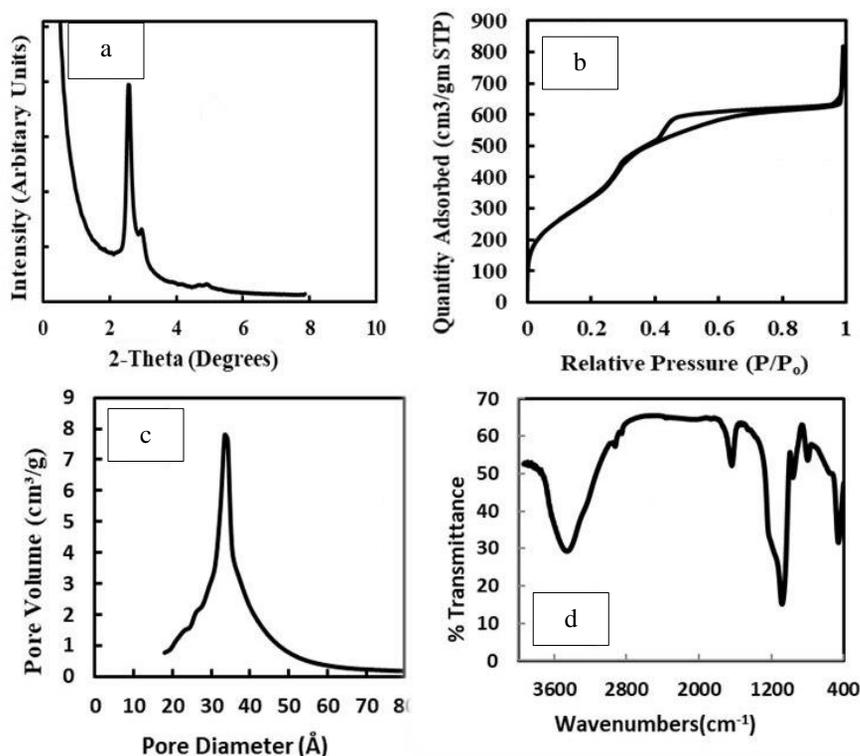 a
Intensity (Arbitary Units)
0 2 4 6 8 10
2-Theta (Degrees)
b
Quantity Adsorbed (cm3/gm STP)
900
800
700
600
500
400
300
200
100
0
0 0.2 0.4 0.6 0.8 1
Relative Pressure (P/Po)
c
Pore Volume (cm³/g)
9
8
7
6
5
4
3
2
1
0
0 10 20 30 40 50 60 70 80
Pore Diameter (Å)
d
% Transmittance
70
60
50
40
30
20
10
0
3600 2800 2000 1200 400
Wavenumbers(cm-1)